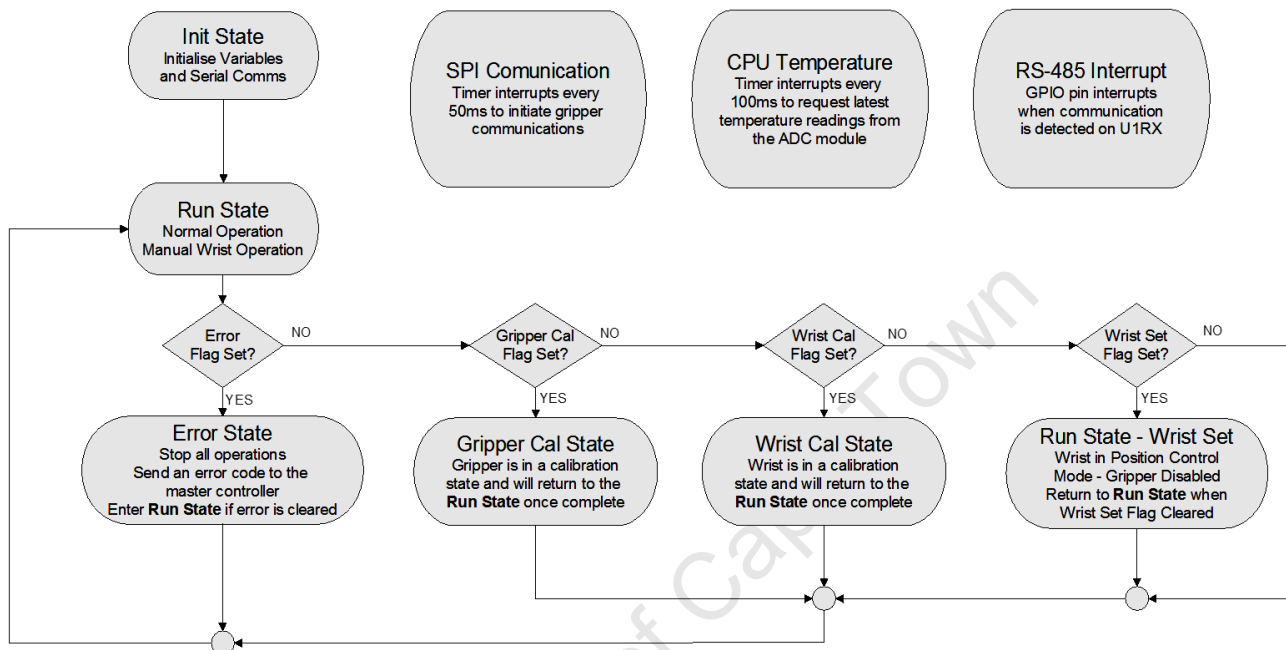 Init State
Initialise Variables
and Serial Comms
SPI Comunication
Timer interrupts every
50ms to initiate gripper
communications
CPU Temperature
Timer interrupts every
100ms to request latest
temperature readings from
the ADC module
RS-485 Interrupt
GPIO pin interrupts
when communication
is detected on U1RX
Run State
Normal Operation
Manual Wrist Operation
Error
Flag Set?
NO
Gripper Cal
Flag Set?
NO
Wrist Cal
Flag Set?
NO
Wrist Set
Flag Set?
NO
YES
YES
YES
YES
Error State
Stop all operations
Send an error code to the
master controller
Enter Run State if error is cleared
Gripper Cal State
Gripper is in a calibration
state and will return to the
Run State once complete
Wrist Cal State
Wrist is in a calibration
state and will return to the
Run State once complete
Run State - Wrist Set
Wrist in Position Control
Mode - Gripper Disabled
Return to Run State when
Wrist Set Flag Cleared
of Cape Town